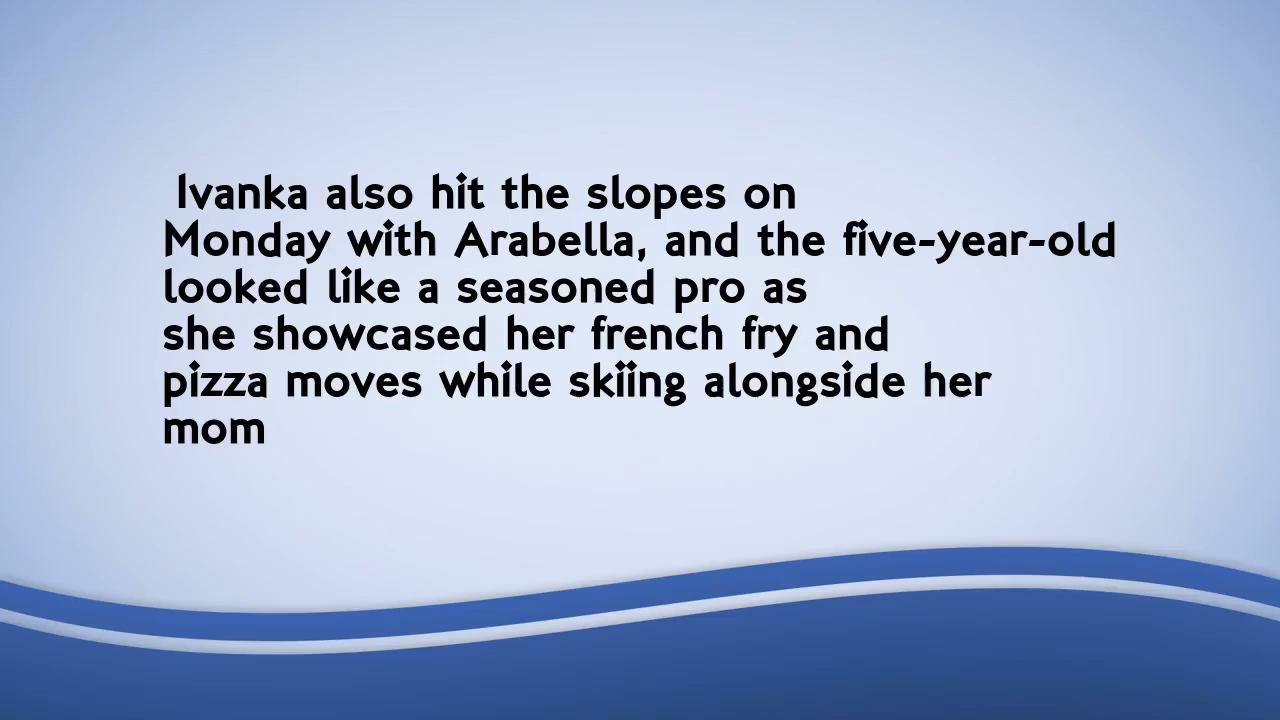 Ivanka also hit the slopes on
Monday with Arabella, and the five-year-old
looked like a seasoned pro as
she showcased her french fry and
pizza moves while skiing alongside her
mom